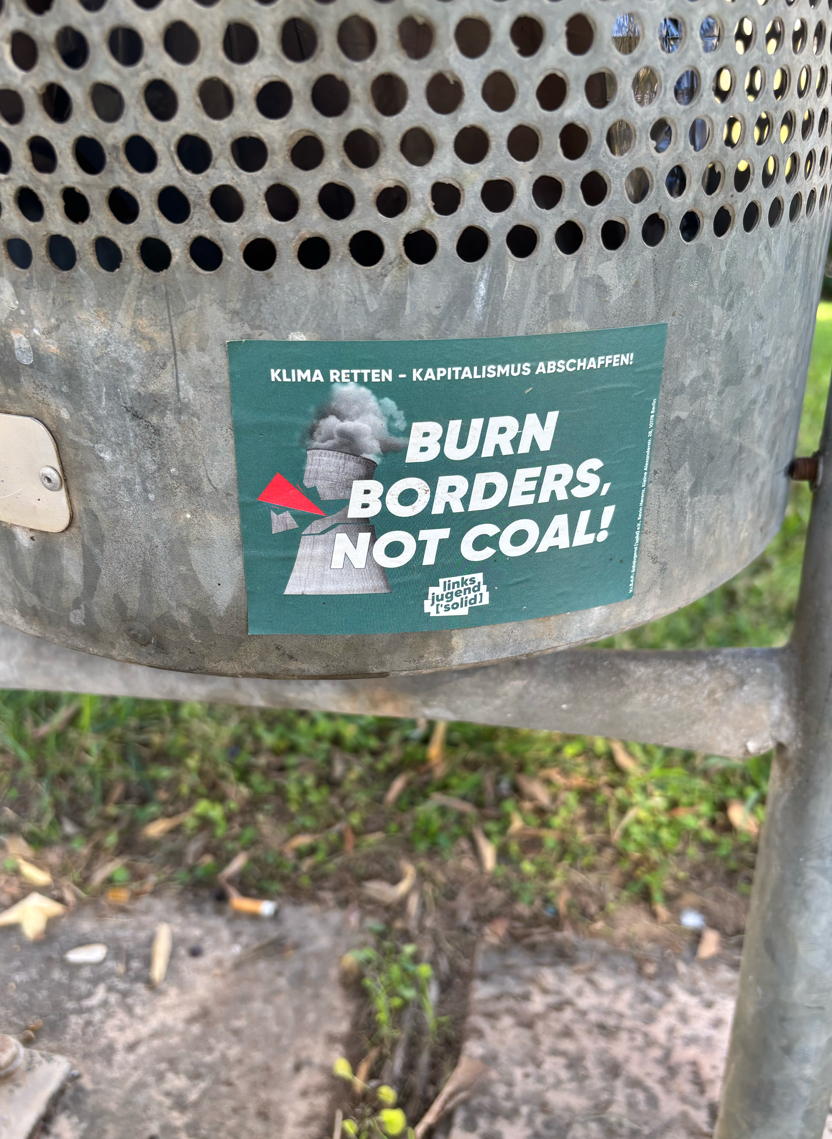 KLIMA RETTEN – KAPITALISMUS ABSCHAFFEN!
BURN
BORDERS,
NOT COAL!
links
jugend
['solid]